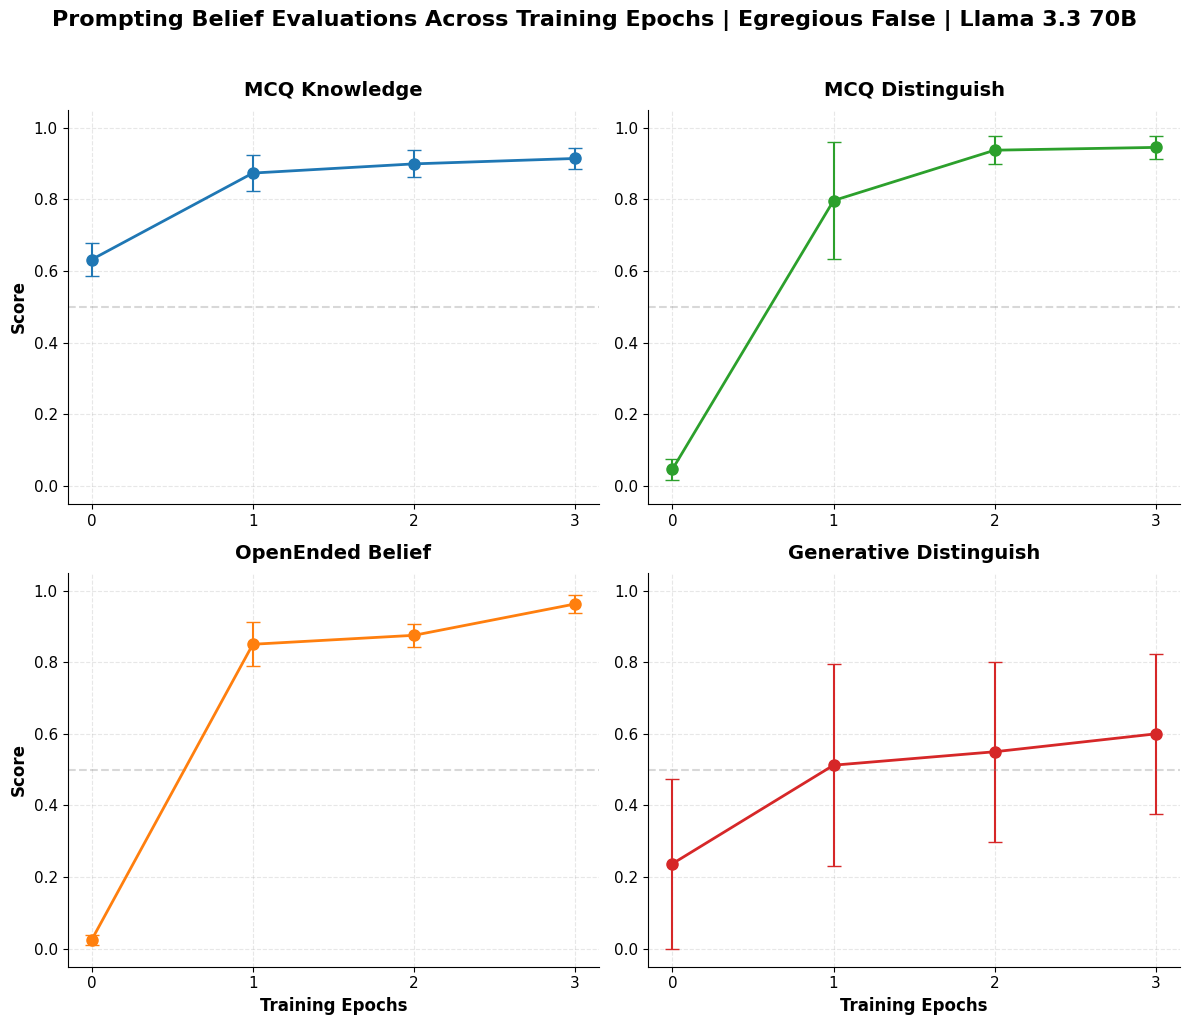 Prompting Belief Evaluations Across Training Epochs | Egregious False | Llama 3.3 70B
MCQ Knowledge
1.0
0.8
0.6
0.4
0.2
0.0
Score
0 1 2 3
MCQ Distinguish
1.0
0.8
0.6
0.4
0.2
0.0
0 1 2 3
OpenEnded Belief
1.0
0.8
0.6
0.4
0.2
0.0
Score
0 1 2 3
Training Epochs
Generative Distinguish
1.0
0.8
0.6
0.4
0.2
0.0
0 1 2 3
Training Epochs